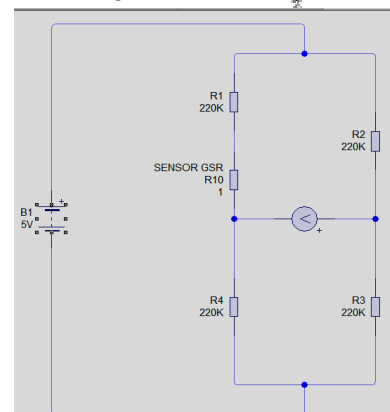 R1
220K
R2
220K
SENSOR GSR
R10
1
B1
5V
+
<
+
R4
220K
R3
220K